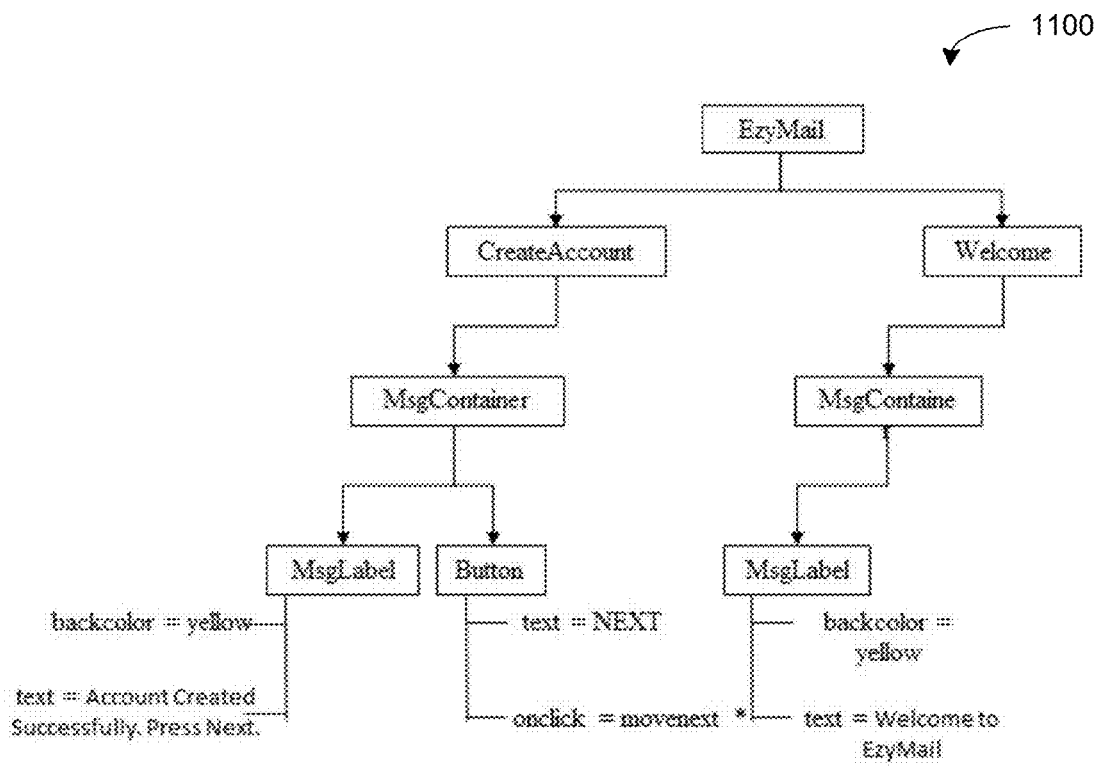 1100
EzyMail
CreateAccount
Welcome
MsgContainer
MsgContaine
MsgLabel
Button
MsgLabel
backcolor = yellow
text = NEXT
backcolor =
yellow
text = Account Created
Successfully. Press Next.
onclick = movenext *
text = Welcome to
EzyMail